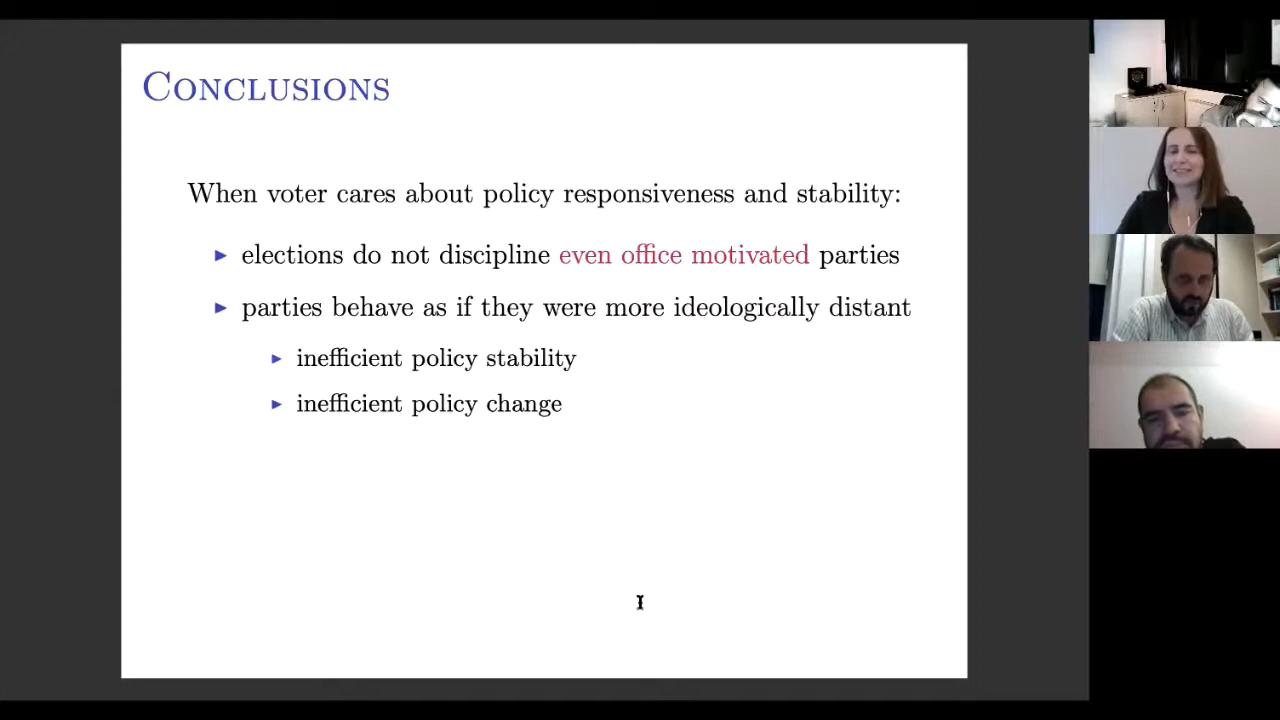 Conclusions
When voter cares about policy responsiveness and stability:
▶ elections do not discipline even office motivated parties
▶ parties behave as if they were more ideologically distant
▶ inefficient policy stability
▶ inefficient policy change